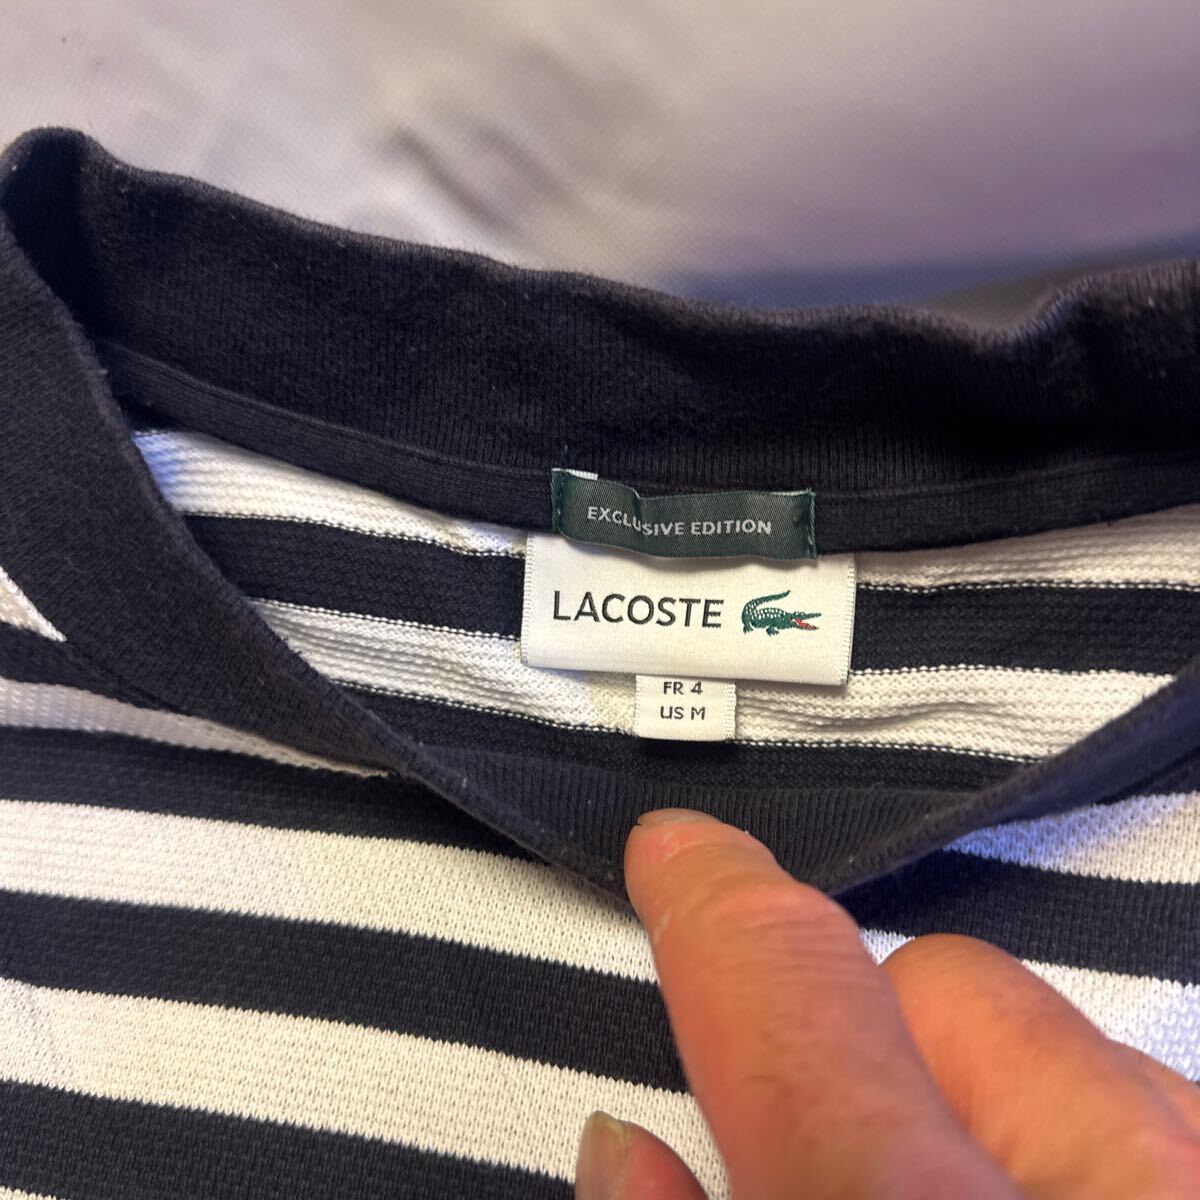 EXCLUSIVE EDITION
LACOSTE
FR 4
US M